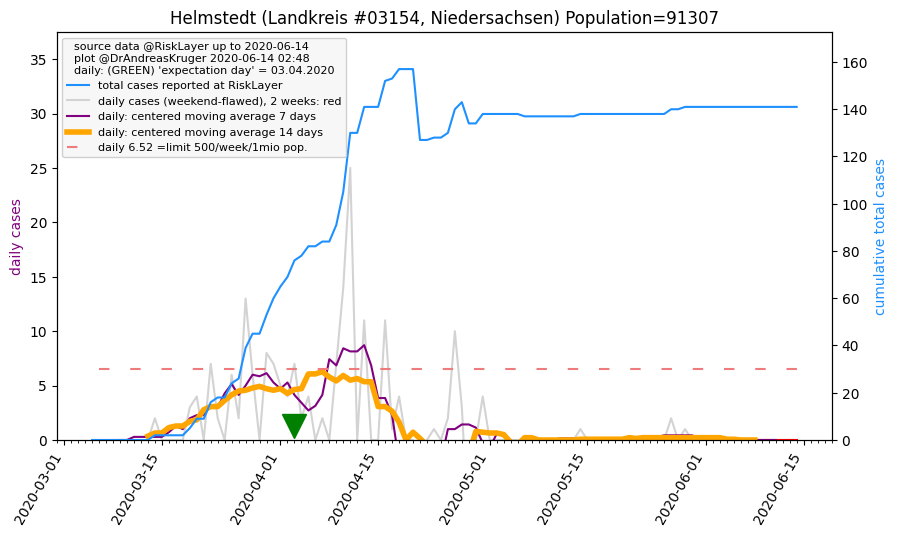 Helmstedt (Landkreis #03154, Niedersachsen) Population=91307
source data @RiskLayer up to 2020-06-14
plot @DrAndreasKruger 2020-06-14 02:48
daily: (GREEN) 'expectation day' = 03.04.2020
total cases reported at RiskLayer
daily cases (weekend-flawed), 2 weeks: red
daily: centered moving average 7 days
daily: centered moving average 14 days
daily 6.52 =limit 500/week/1mio pop.
daily cases
35
30
25
20
15
10
5
0
160
140
120
100
80
60
40
20
0
cumulative total cases
2020-03-01
2020-03-15
2020-04-01
2020-04-15
2020-05-01
2020-05-15
2020-06-01
2020-06-15